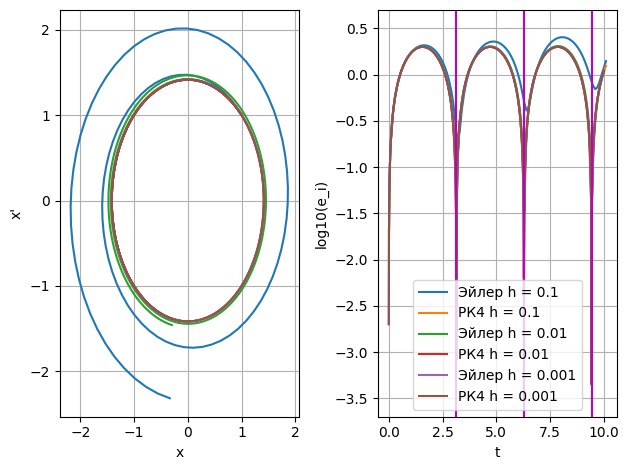 2
1
0
−1
−2
x'
−2
−1
0
1
2
x
0.5
0.0
−0.5
−1.0
−1.5
−2.0
−2.5
−3.0
−3.5
log10(e_i)
Эйлер h = 0.1
РК4 h = 0.1
Эйлер h = 0.01
РК4 h = 0.01
Эйлер h = 0.001
РК4 h = 0.001
0.0
2.5
5.0
7.5
10.0
t